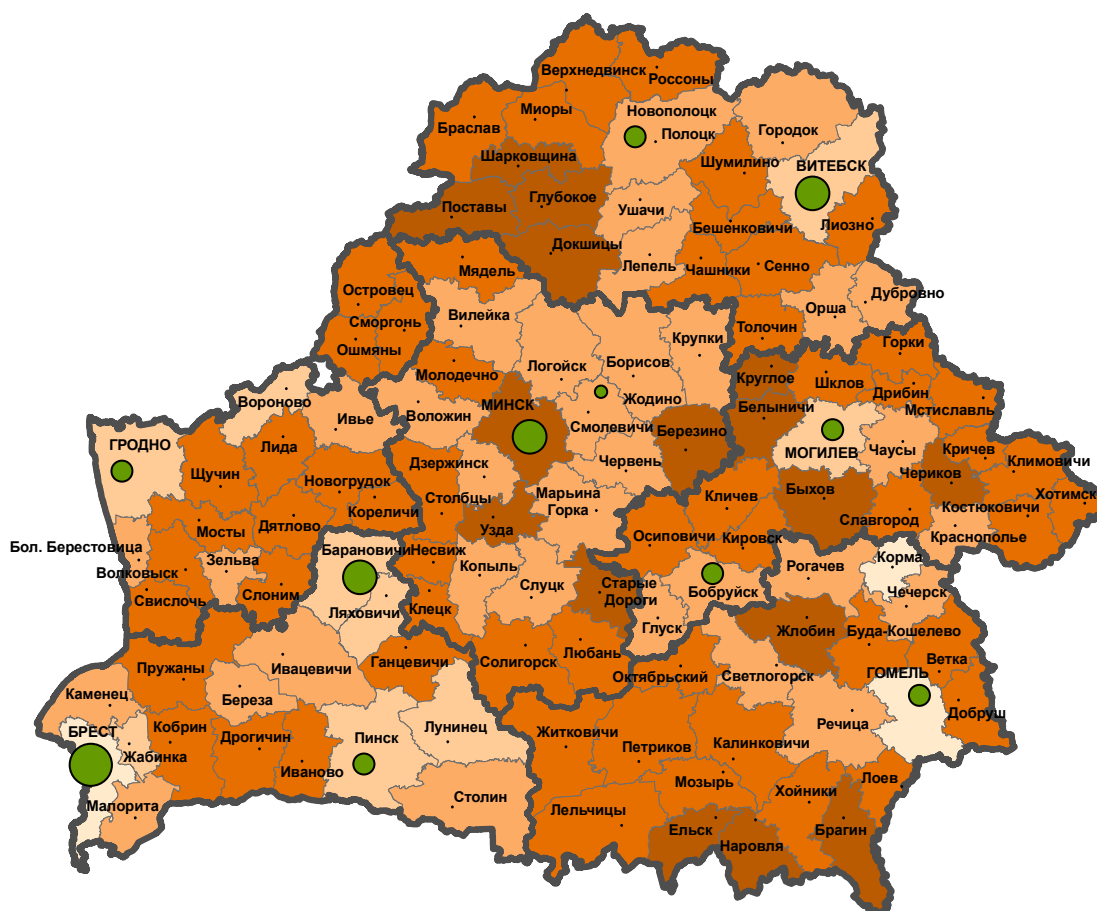 Верхнедвинск
Россоны
Миоры
Новополоцк
Браслав
Полоцк
Городок
Шарковщина
Шумилино
ВИТЕБСК
Глубокое
Поставы
Ушачи
Бешенковичи
Лиозно
Докшицы
Лепель
Чашники
Сенно
Мядель
Островец
Дубровно
Орша
Вилейка
Сморгонь
Толочин
Крупки
Ошмяны
Горки
Логойск
Борисов
Молодечно
Круглое
Шклов
Дрибин
Вороново
МИНСК
Жодино
Мстиславль
Воложин
Белыничи
Ивье
Смолевичи
Березино
ГРОДНО
Лида
МОГИЛЕВ
Чаусы
Кричев
Дзержинск
Червень
Климовичи
Щучин
Чериков
Новогрудок
Столбцы
Марьина
Горка
Кличев
Быхов
Хотимск
Кореличи
Костюковичи
Дятлово
Славгород
Мосты
Узда
Осиповичи
Кировск
Краснополье
Бол. Берестовица
Барановичи
Несвиж
Корма
Зельва
Копыль
Рогачев
Волковыск
Слуцк
Старые
Дороги
Бобруйск
Чечерск
Слоним
Свислочь
Клецк
Ляховичи
Глуск
Жлобин
Буда-Кошелево
Любань
Ганцевичи
Солигорск
Ветка
Пружаны
Ивацевичи
Октябрьский
Светлогорск
ГОМЕЛЬ
Каменец
Береза
Добруш
Лунинец
Речица
БРЕСТ
Кобрин
Дрогичин
Пинск
Житковичи
Калинковичи
Петриков
Жабинка
Иваново
Лоев
Мозырь
Хойники
Столин
Малорита
Лельчицы
Ельск
Брагин
Наровля